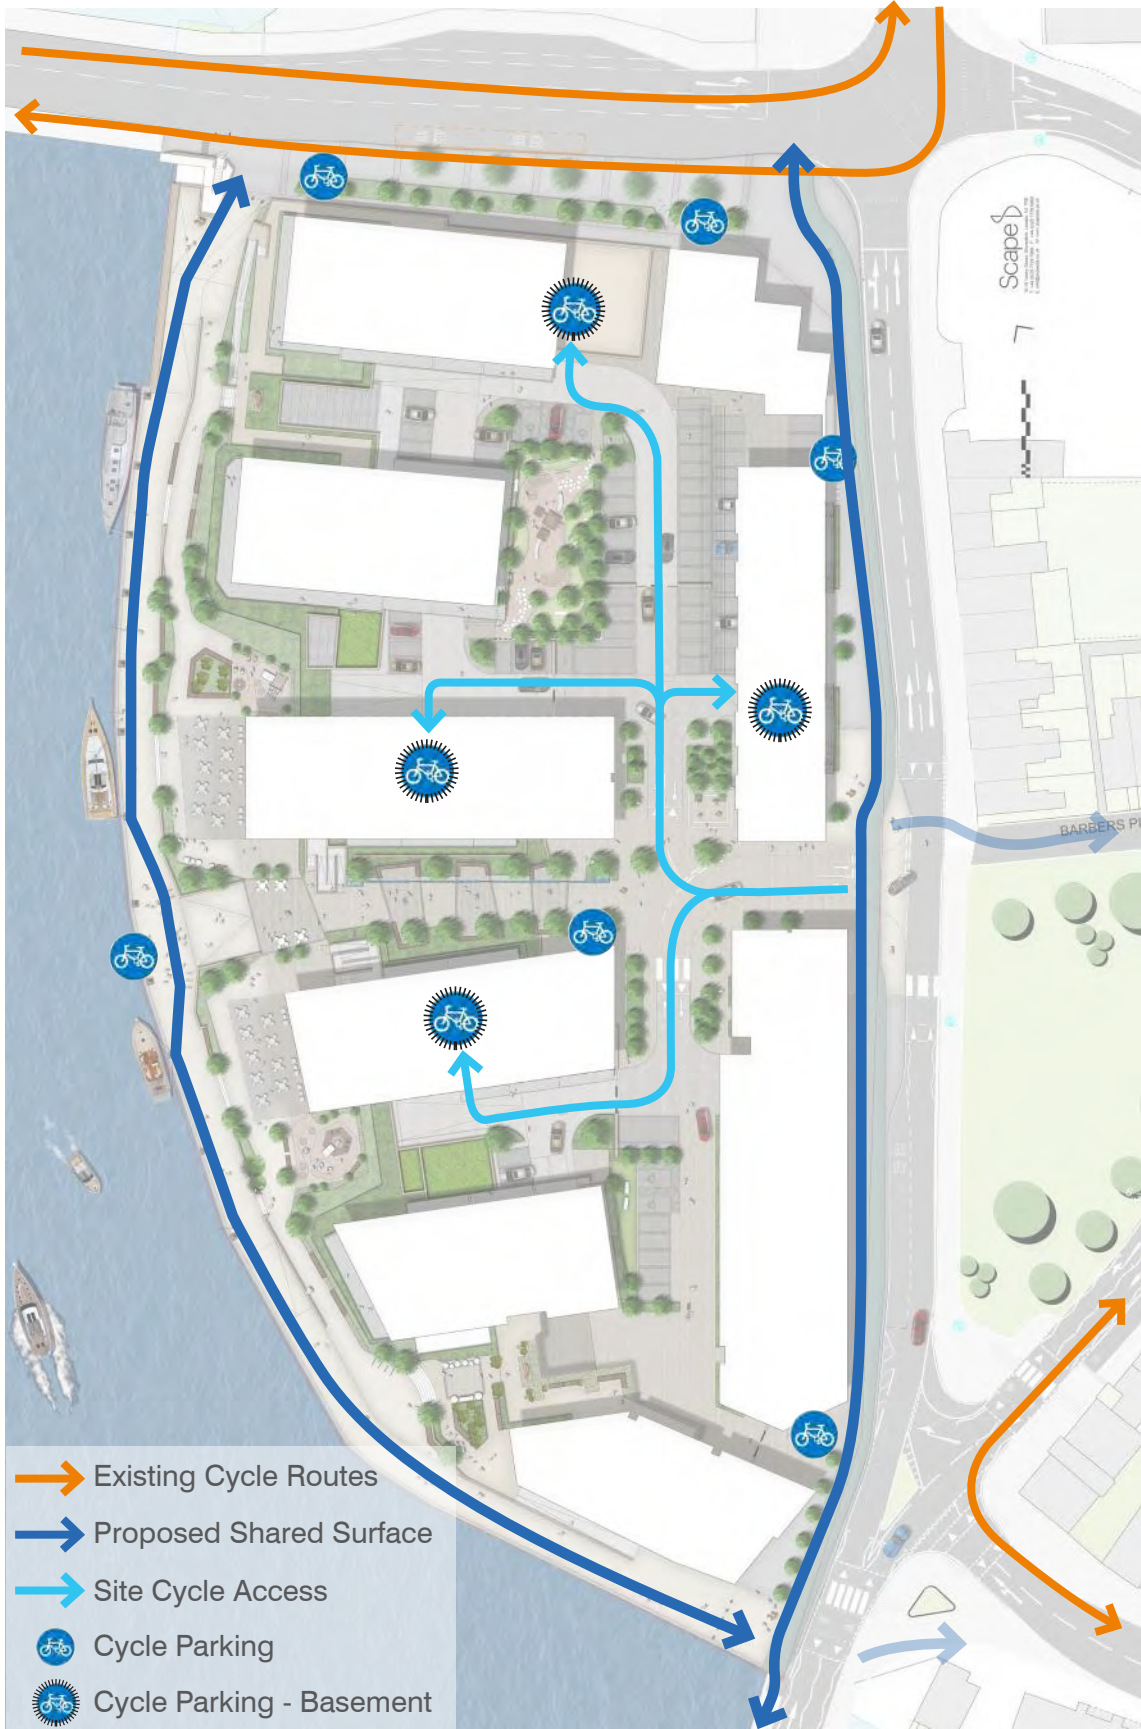 Scape
BARBERS
Existing Cycle Routes
Proposed Shared Surface
Site Cycle Access
Cycle Parking
Cycle Parking - Basement